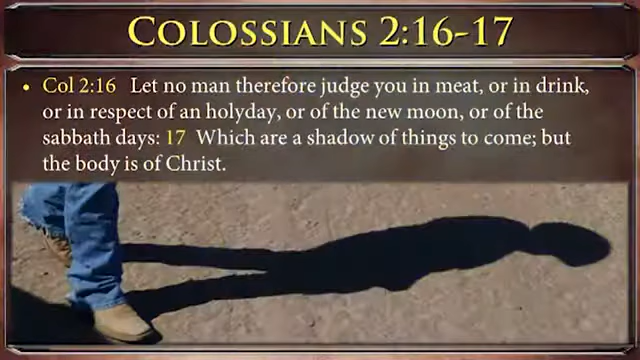 COLOSSIANS 2:16-17
• Col 2:16 Let no man therefore judge you in meat, or in drink,
or in respect of an holyday, or of the new moon, or of the
sabbath days: 17 Which are a shadow of things to come; but
the body is of Christ.